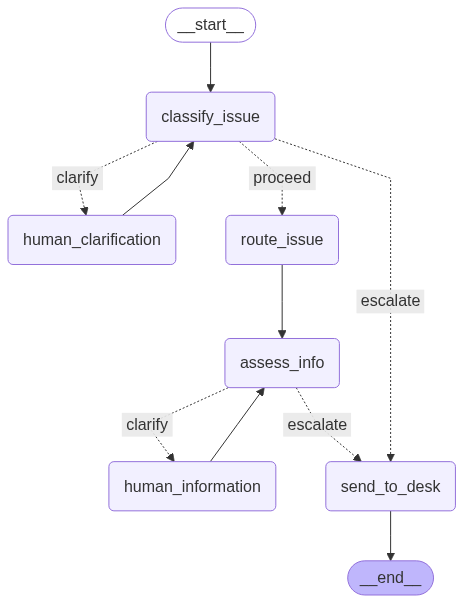 __start__
classify_issue
clarify
proceed
human_clarification
route_issue
escalate
assess_info
clarify
escalate
human_information
send_to_desk
__end__